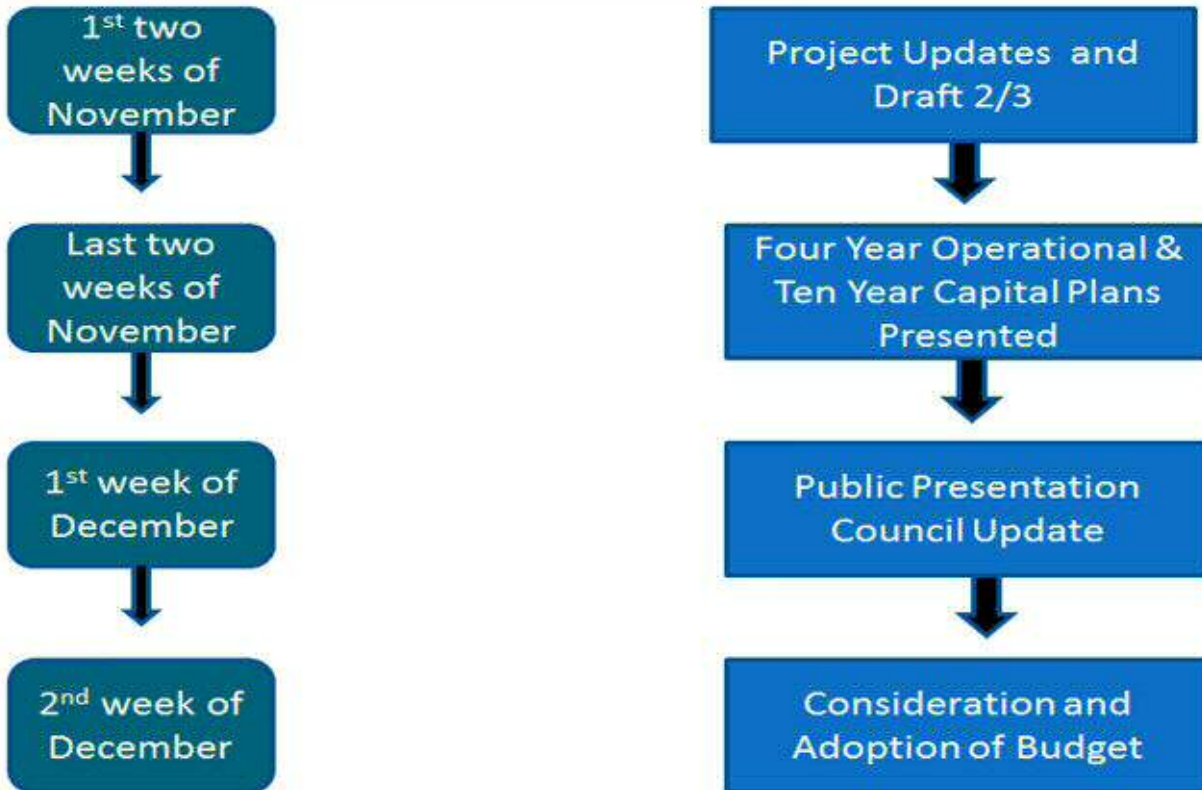 1st two
weeks of
November
Project Updates and
Draft 2/3
Last two
weeks of
November
Four Year Operational &
Ten Year Capital Plans
Presented
1st week of
December
Public Presentation
Council Update
2nd week of
December
Consideration and
Adoption of Budget